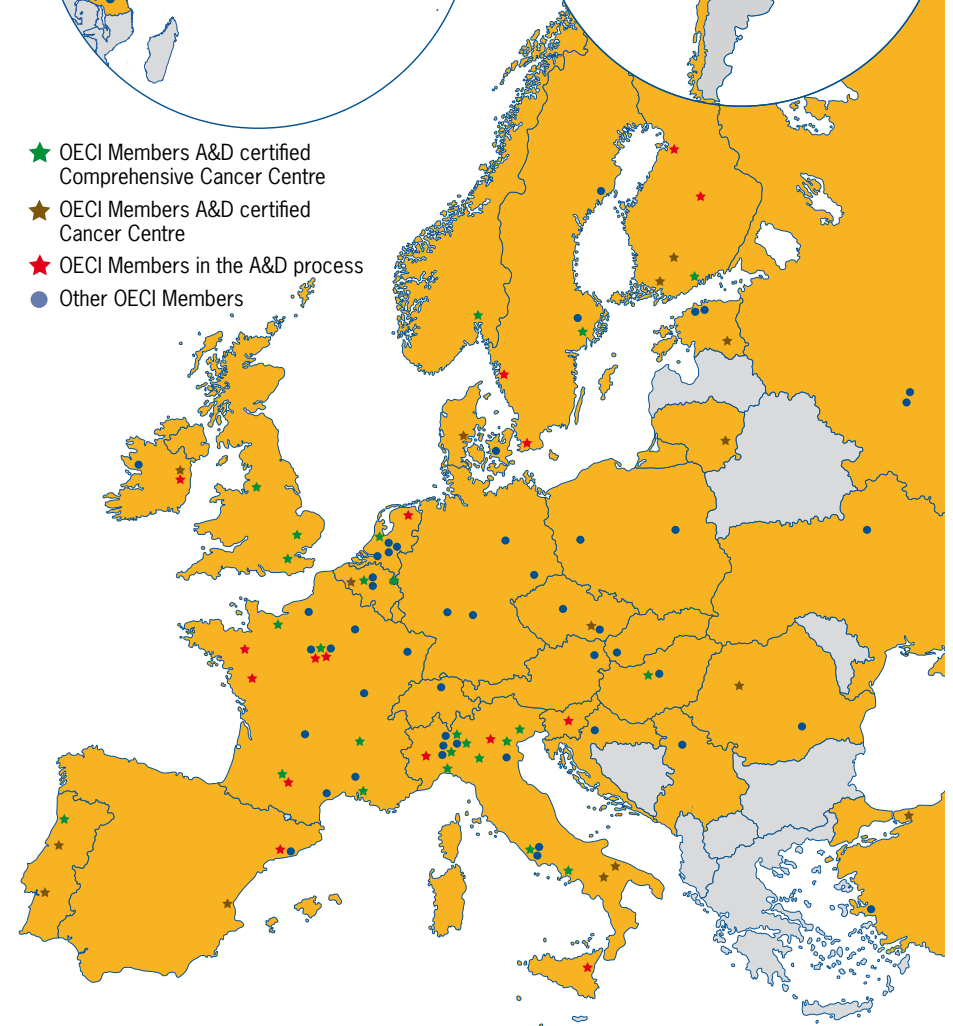 OECI Members A&D certified
Comprehensive Cancer Centre
OECI Members A&D certified
Cancer Centre
OECI Members in the A&D process
Other OECI Members